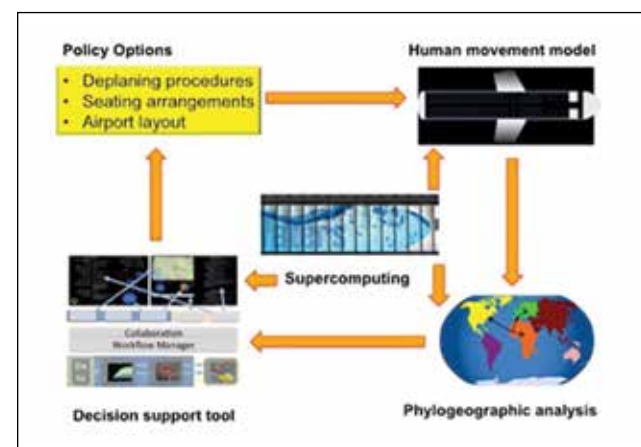 Policy Options
• Deplaning procedures
• Seating arrangements
• Airport layout
Human movement model
Supercomputing
Collaboration
Workflow Manager
Decision support tool
Phylogeographic analysis